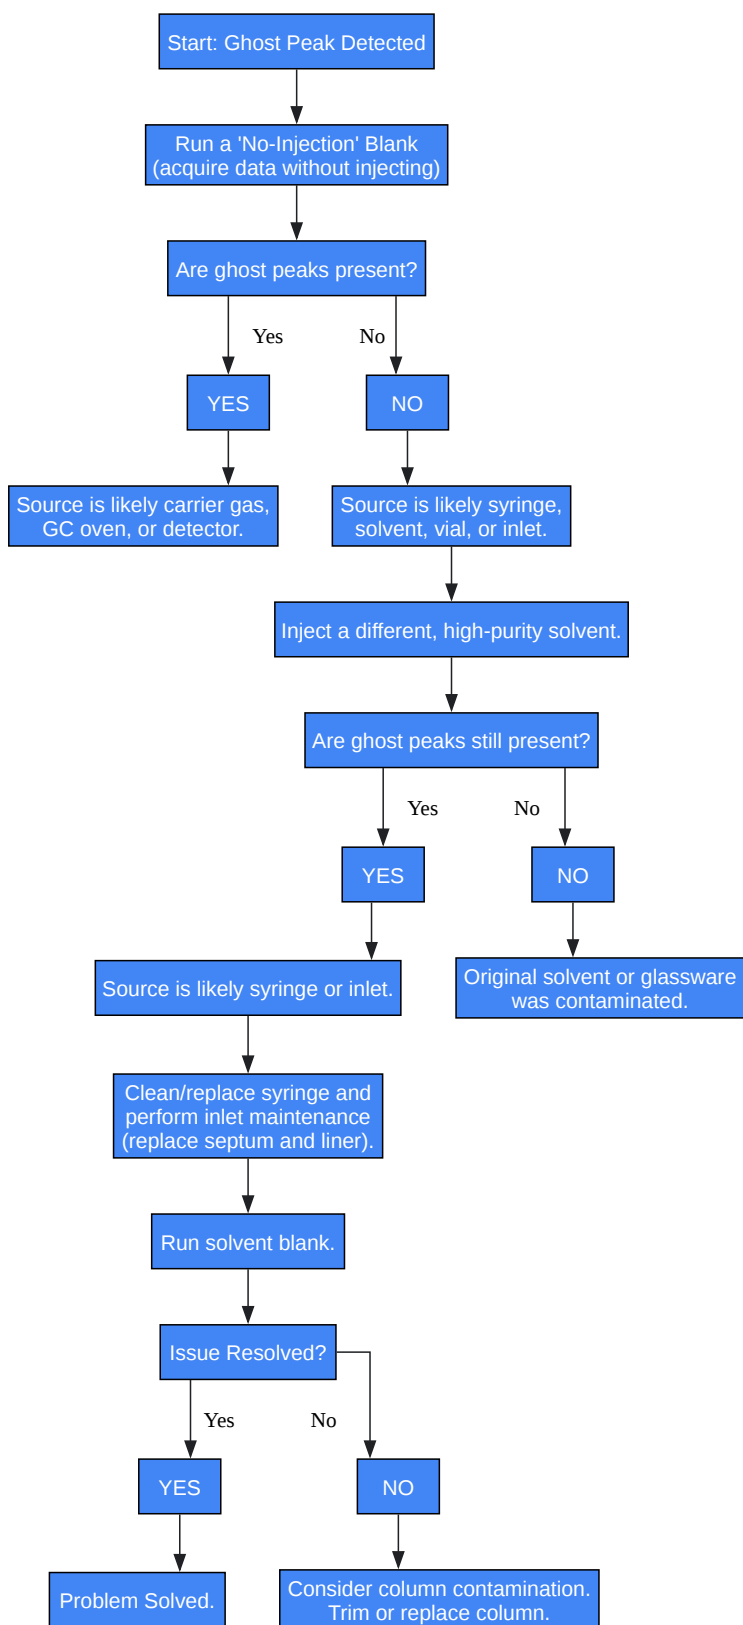 Start: Ghost Peak Detected
Run a 'No-Injection' Blank
(acquire data without injecting)
Are ghost peaks present?
Yes
No
YES
NO
Source is likely carrier gas,
GC oven, or detector.
Source is likely syringe,
solvent, vial, or inlet.
Inject a different, high-purity solvent.
Are ghost peaks still present?
Yes
No
YES
NO
Source is likely syringe or inlet.
Original solvent or glassware
was contaminated.
Clean/replace syringe and
perform inlet maintenance
(replace septum and liner).
Run solvent blank.
Issue Resolved?
Yes
No
YES
NO
Problem Solved.
Consider column contamination.
Trim or replace column.